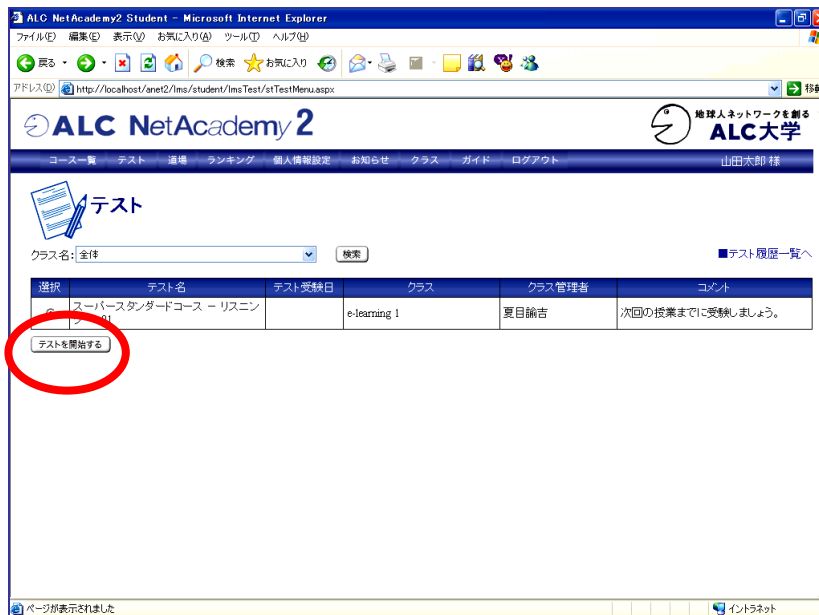 ALC NetAcademy2 Student - Microsoft Internet Explorer
ファイル(F) 編集(E) 表示(V) お気に入り(A) ツール(T) ヘルプ(H)
戻る 検索 お気に入り
アドレス(D) http://localhost/anet2/lms/student/lmsTest/stTestMenu.aspx 移動
ALC NetAcademy 2
地球人ネットワークを創る
ALC大学
コース一覧 テスト 道場 ランキング 個人情報設定 お知らせ クラス ガイド ログアウト 山田太郎 様
テスト
クラス名: 全体 検索 ■テスト履歴一覧へ
選択 テスト名 テスト受験日 クラス クラス管理者 コメント
スーパースタンダードコース － リスニン
e-learning 1 夏目諭吉 次回の授業までに受験しましょう。
テストを開始する
ページが表示されました イントラネット